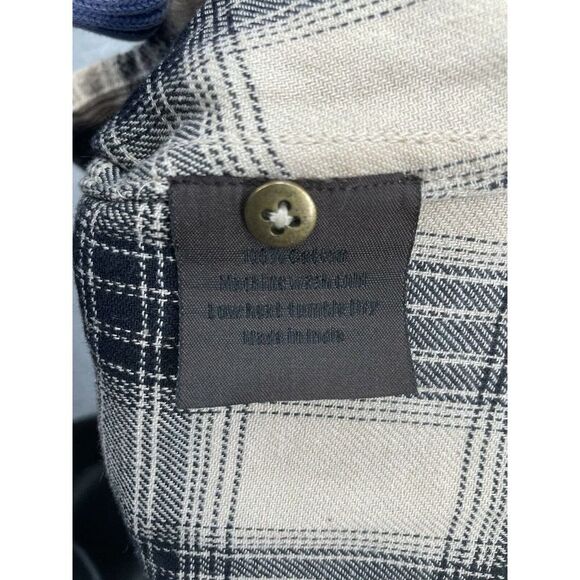 100% Cotton
Machine wash cold
Low heat tumble dry
Made in India